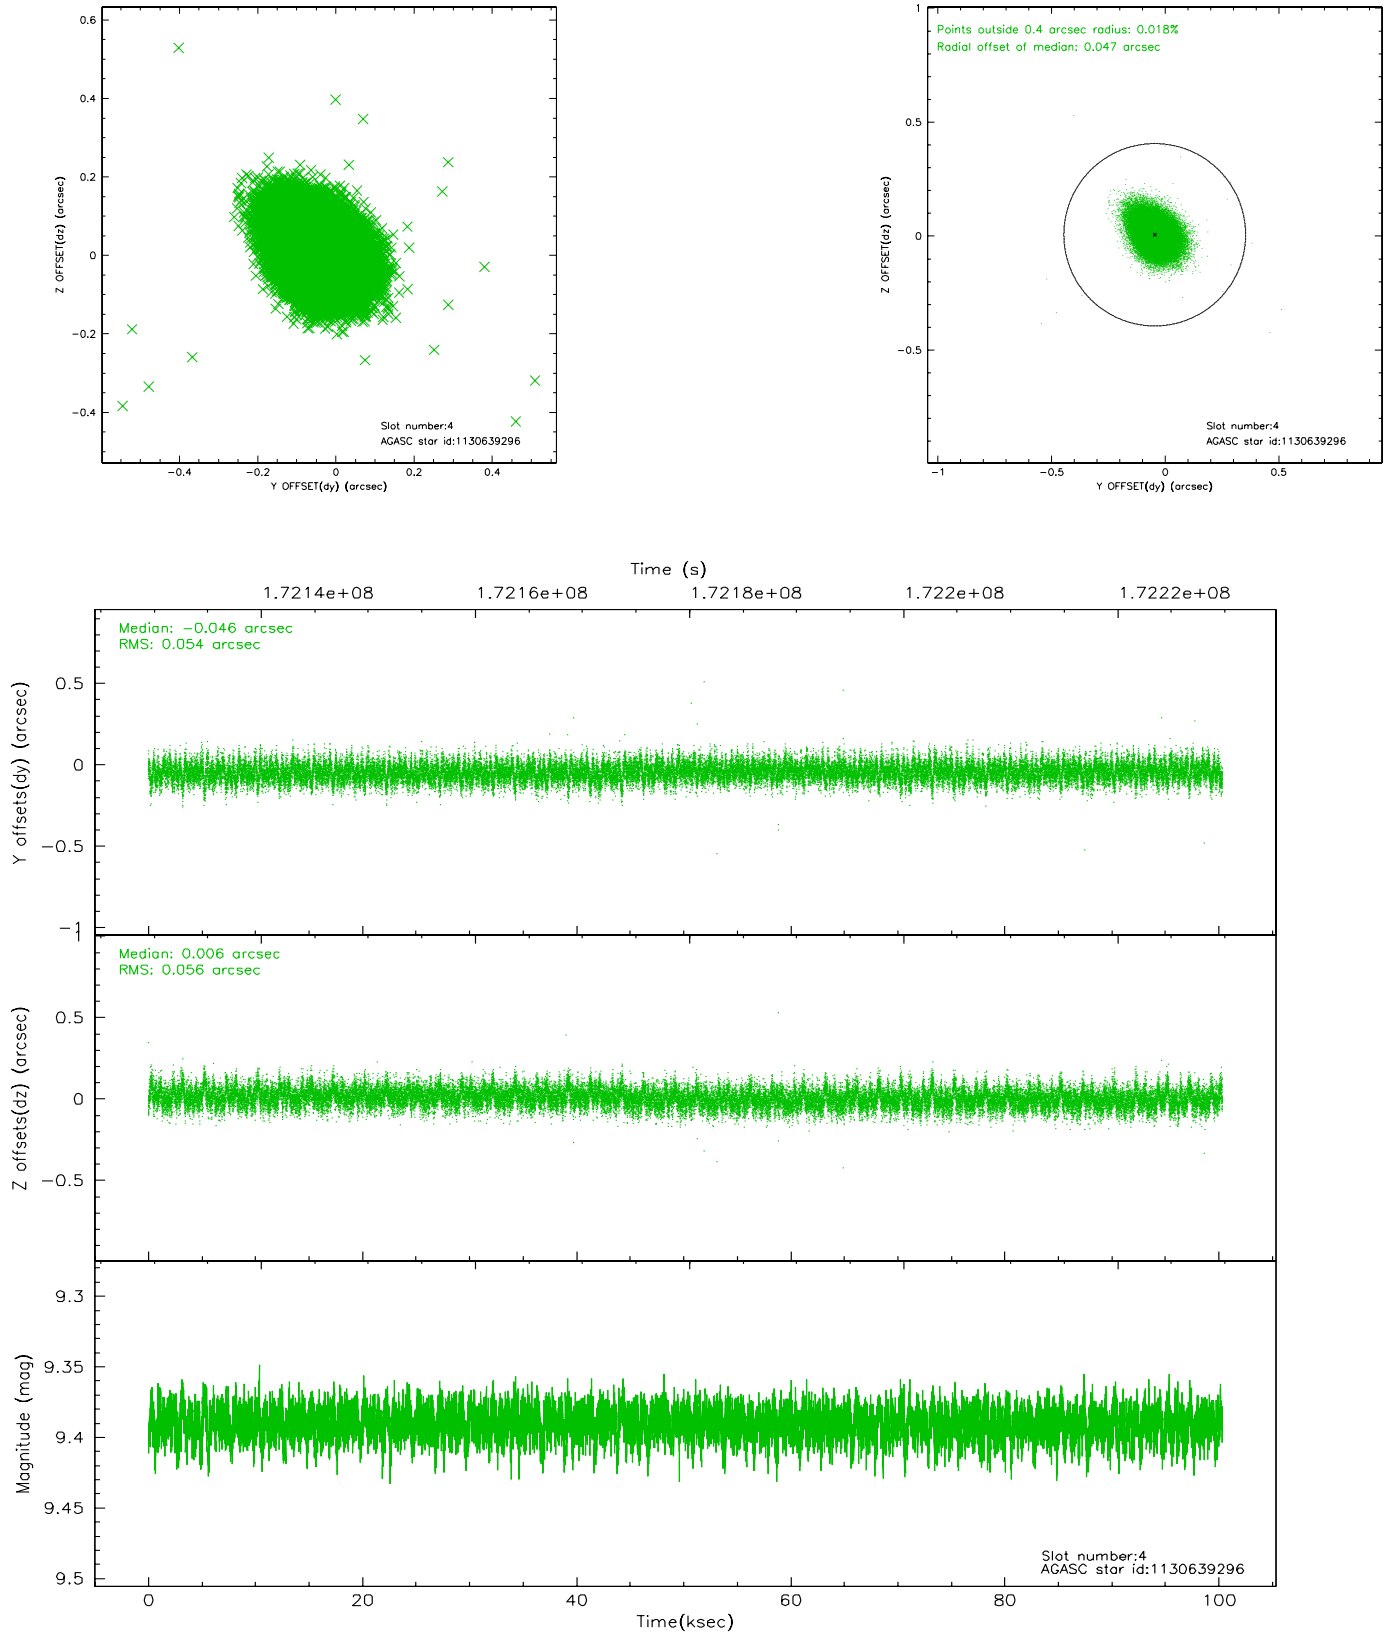 0.6
0.4
0.2
0
−0.2
−0.4
Z OFFSET(dz) (arcsec)
Slot number:4
AGASC star id:1130639296
−0.4
−0.2
0
0.2
0.4
Y OFFSET(dy) (arcsec)
1
0.5
0
−0.5
Z OFFSET(dz) (arcsec)
Points outside 0.4 arcsec radius: 0.018%
Radial offset of median: 0.047 arcsec
Slot number:4
AGASC star id:1130639296
−1
−0.5
0
0.5
Y OFFSET(dy) (arcsec)
Time (s)
1.7214e+08
1.7216e+08
1.7218e+08
1.722e+08
1.7222e+08
Median: −0.046 arcsec
RMS: 0.054 arcsec
0.5
0
−0.5
−1
Y offsets(dy) (arcsec)
1
Median: 0.006 arcsec
RMS: 0.056 arcsec
0.5
0
−0.5
Z offsets(dz) (arcsec)
9.3
9.35
9.4
9.45
9.5
Magnitude (mag)
Slot number:4
AGASC star id:1130639296
0
20
40
60
80
100
Time(ksec)